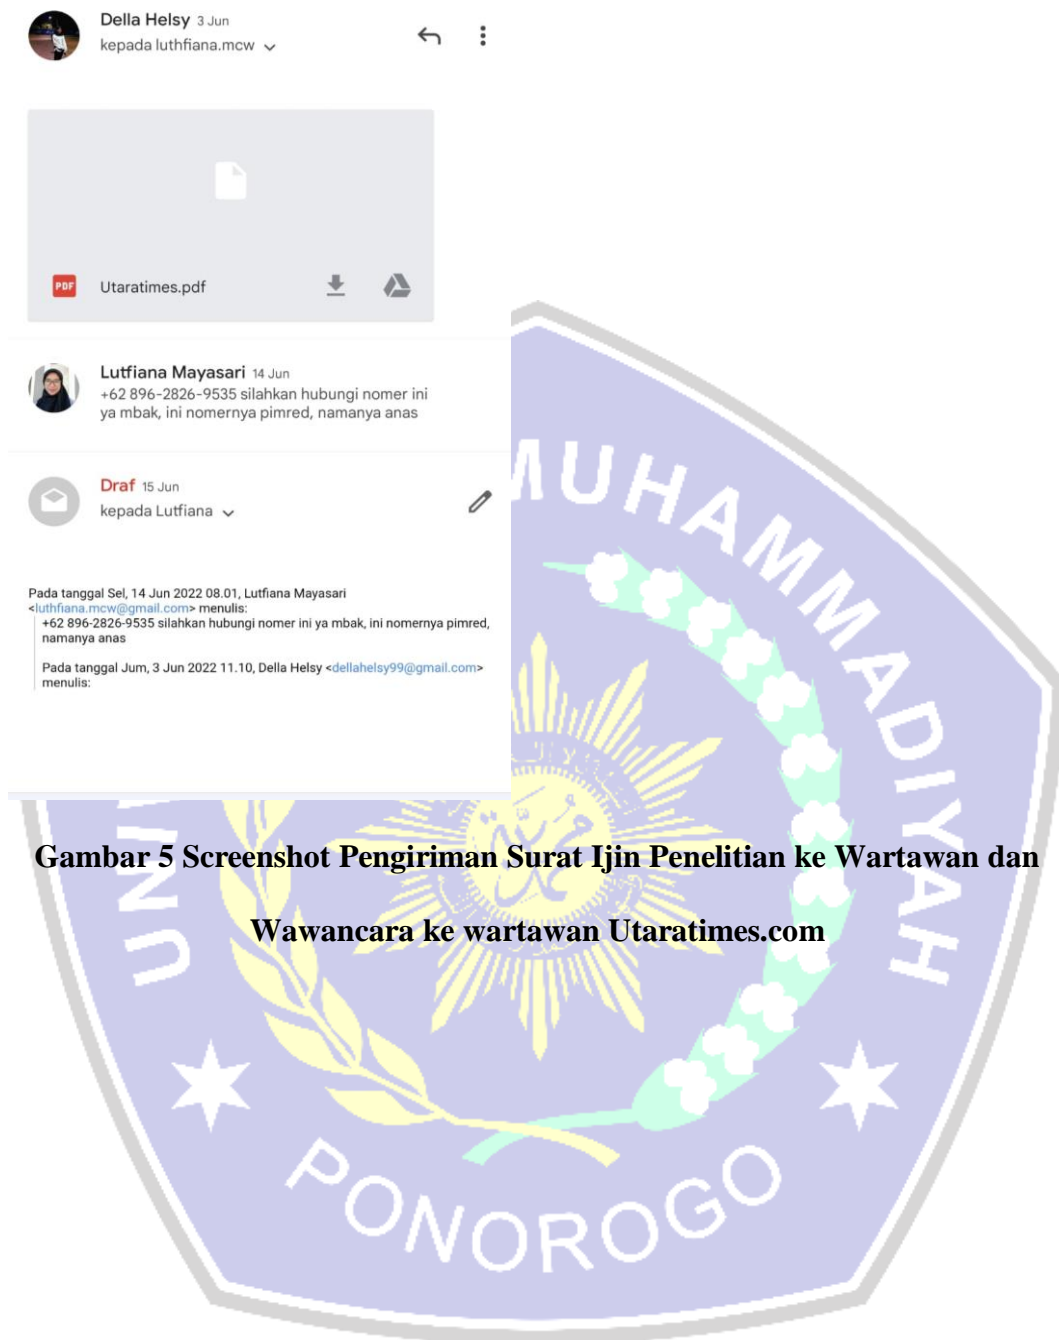 Della Helsy 3 Jun
kepada luthfiana.mcw
PDF Utaratimes.pdf
Lutfiana Mayasari 14 Jun
+62 896-2826-9535 silahkan hubungi nomer ini
ya mbak, ini nomernya pimred, namanya anas
Draf 15 Jun
kepada Lutfiana
Pada tanggal Sel, 14 Jun 2022 08.01, Lutfiana Mayasari
<luthfiana.mcw@gmail.com> menulis:
+62 896-2826-9535 silahkan hubungi nomer ini ya mbak, ini nomernya pimred,
namanya anas
Pada tanggal Jum, 3 Jun 2022 11.10, Della Helsy <dellahelsy99@gmail.com>
menulis:
Gambar 5 Screenshot Pengiriman Surat Ijin Penelitian ke Wartawan dan
Wawancara ke wartawan Utaratimes.com
UNI
MUHAMMADIYAH
PONOROGO